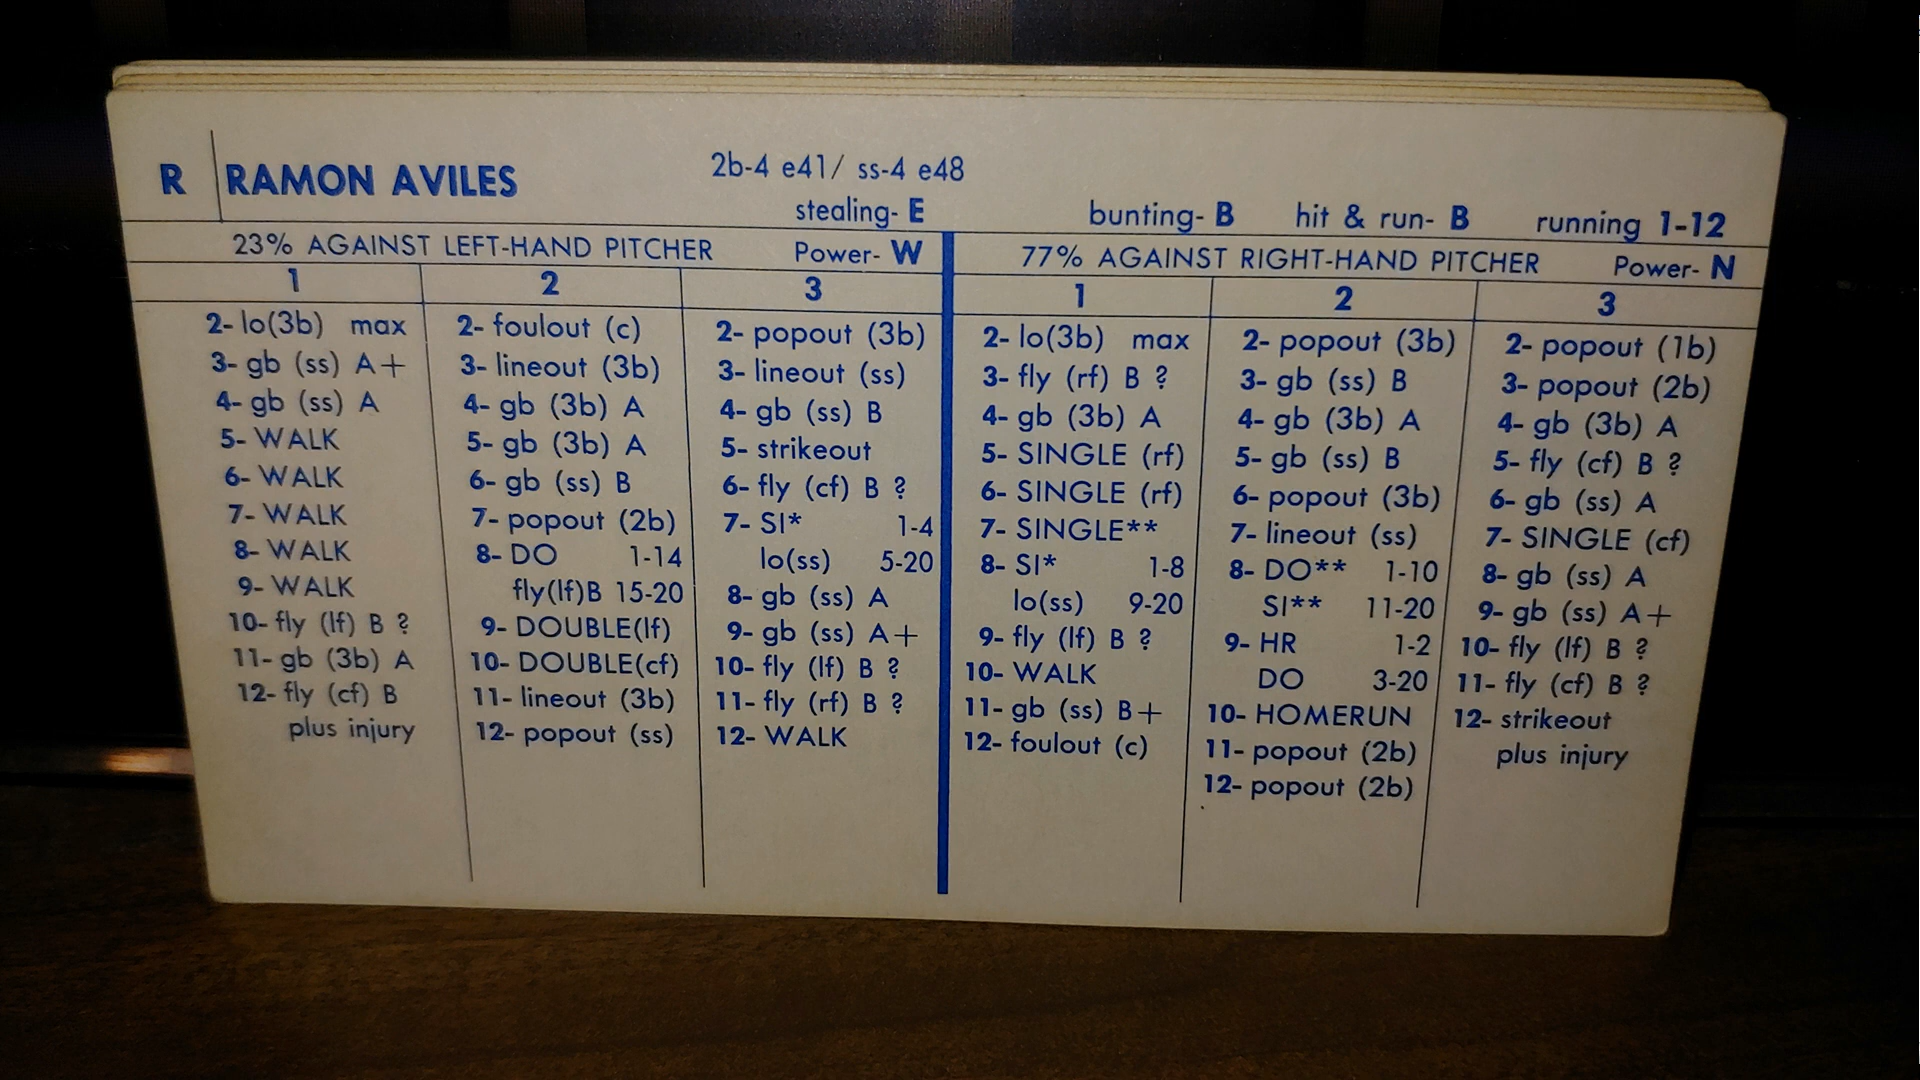 R RAMON AVILES 2b-4 e41/ ss-4 e48
stealing- E bunting- B hit & run- B running 1-12
23% AGAINST LEFT-HAND PITCHER Power- W
1 2 3
2- lo(3b) max
3- gb (ss) A+
4- gb (ss) A
5- WALK
6- WALK
7- WALK
8- WALK
9- WALK
10- fly (lf) B ?
11- gb (3b) A
12- fly (cf) B
plus injury
2- foulout (c)
3- lineout (3b)
4- gb (3b) A
5- gb (3b) A
6- gb (ss) B
7- popout (2b)
8- DO 1-14
fly(lf)B 15-20
9- DOUBLE(lf)
10- DOUBLE(cf)
11- lineout (3b)
12- popout (ss)
2- popout (3b)
3- lineout (ss)
4- gb (ss) B
5- strikeout
6- fly (cf) B ?
7- SI* 1-4
lo(ss) 5-20
8- gb (ss) A
9- gb (ss) A+
10- fly (lf) B ?
11- fly (rf) B ?
12- WALK
77% AGAINST RIGHT-HAND PITCHER Power- N
1 2 3
2- lo(3b) max
3- fly (rf) B ?
4- gb (3b) A
5- SINGLE (rf)
6- SINGLE (rf)
7- SINGLE**
8- SI* 1-8
lo(ss) 9-20
9- fly (lf) B ?
10- WALK
11- gb (ss) B+
12- foulout (c)
2- popout (3b)
3- gb (ss) B
4- gb (3b) A
5- gb (ss) B
6- popout (3b)
7- lineout (ss)
8- DO** 1-10
SI** 11-20
9- HR 1-2
DO 3-20
10- HOMERUN
11- popout (2b)
12- popout (2b)
2- popout (1b)
3- popout (2b)
4- gb (3b) A
5- fly (cf) B ?
6- gb (ss) A
7- SINGLE (cf)
8- gb (ss) A
9- gb (ss) A+
10- fly (lf) B ?
11- fly (cf) B ?
12- strikeout
plus injury